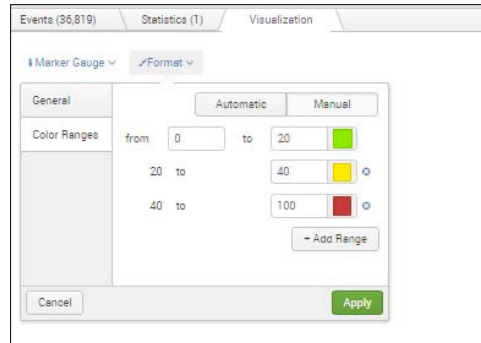 Events (36,819) Statistics (1) Visualization
Marker Gauge Format
General Automatic Manual
Color Ranges from 0 to 20
20 to 40
40 to 100
+ Add Range
Cancel Apply